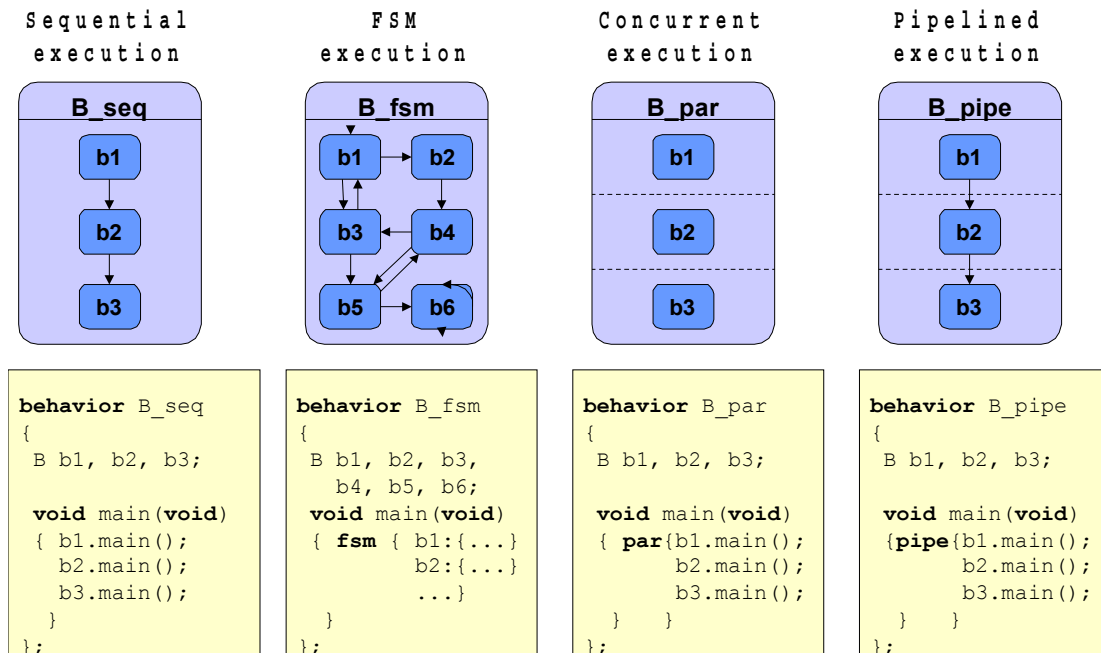 Sequential
execution
FSM
execution
Concurrent
execution
Pipelined
execution
B_seq
b1
b2
b3
B_fsm
b1
b2
b3
b4
b5
b6
B_par
b1
b2
b3
B_pipe
b1
b2
b3
behavior B_seq
{
B b1, b2, b3;
void main(void)
{ b1.main();
b2.main();
b3.main();
}
};
behavior B_fsm
{
B b1, b2, b3,
b4, b5, b6;
void main(void)
{ fsm { b1:{...}
b2:{...}
...}
}
};
behavior B_par
{
B b1, b2, b3;
void main(void)
{ par{b1.main();
b2.main();
b3.main();
} }
};
behavior B_pipe
{
B b1, b2, b3;
void main(void)
{pipe{b1.main();
b2.main();
b3.main();
} }
};